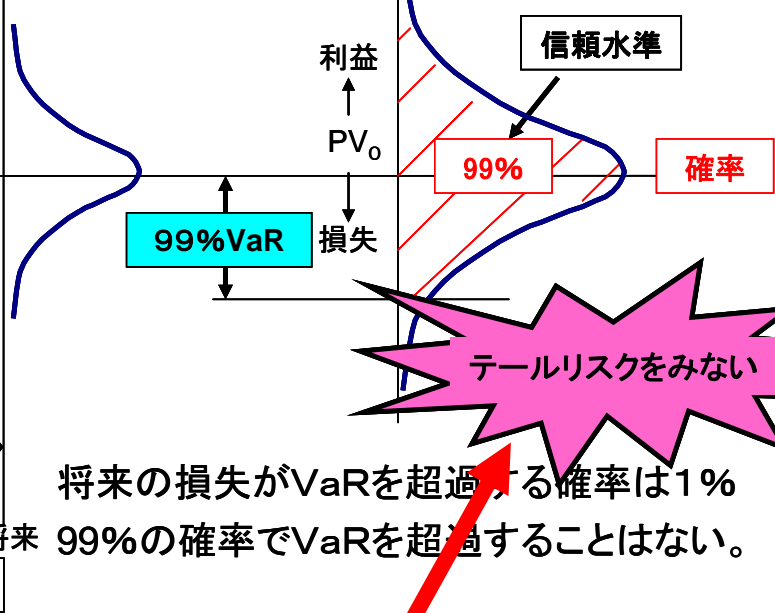 信頼水準
利益
PV₀
99%
確率
99%VaR
損失
テールリスクをみない
将来の損失がVaRを超過する確率は1%
将来
99%の確率でVaRを超過することはない。